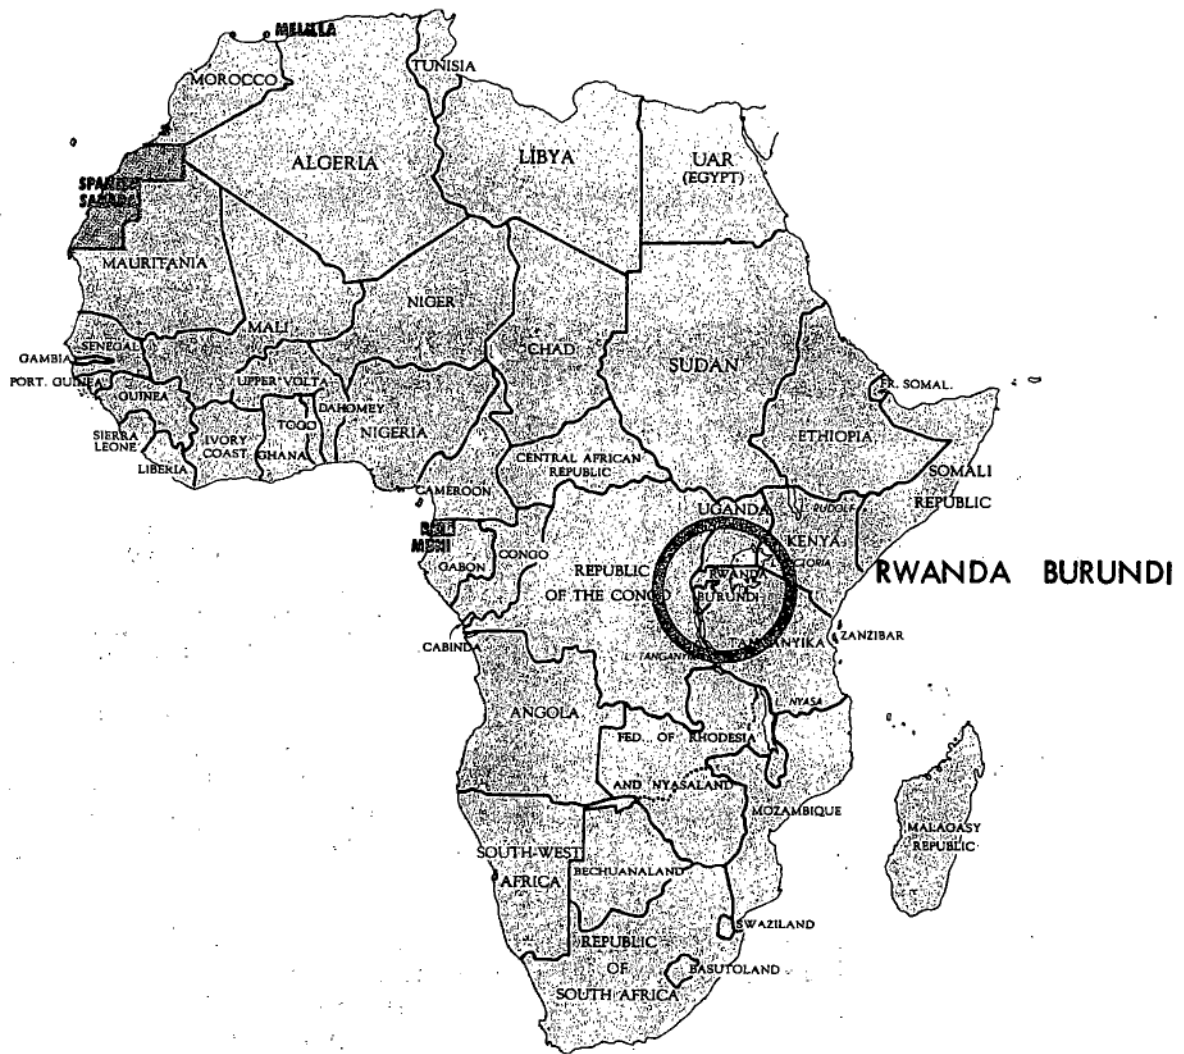 MELILLA
TUNISIA
MOROCCO
ALGERIA
LIBYA
UAR
(EGYPT)
SPANISH
SAHARA
MAURITANIA
NIGER
MALI
CHAD
SUDAN
SENEGAL
GAMBIA
PORT. GUINEA
GUINEA
UPPER VOLTA
DAHOMEY
TOGO
NIGERIA
SIERRA
LEONE
IVORY
COAST
GHANA
LIBERIA
FR. SOMAL.
ETHIOPIA
SOMALI
REPUBLIC
CENTRAL AFRICAN
REPUBLIC
CAMEROON
UGANDA
L. RUDOLF
KENYA
CONGO
GABON
REPUBLIC
OF THE CONGO
RWANDA
BURUNDI
RWANDA BURUNDI
CABINDA
TANGANYIKA
ZANZIBAR
ANGOLA
NYASA
FED. OF RHODESIA
AND NYASALAND
MOZAMBIQUE
MALAGASY
REPUBLIC
SOUTH-WEST
AFRICA
BECHUANALAND
SWAZILAND
REPUBLIC
OF
SOUTH AFRICA
BASUTOLAND